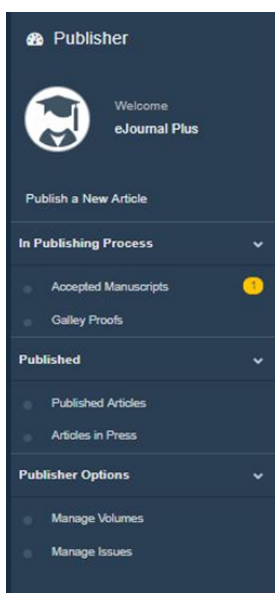 Publisher
Welcome
eJournal Plus
Publish a New Article
In Publishing Process
Accepted Manuscripts 1
Galley Proofs
Published
Published Articles
Articles in Press
Publisher Options
Manage Volumes
Manage Issues